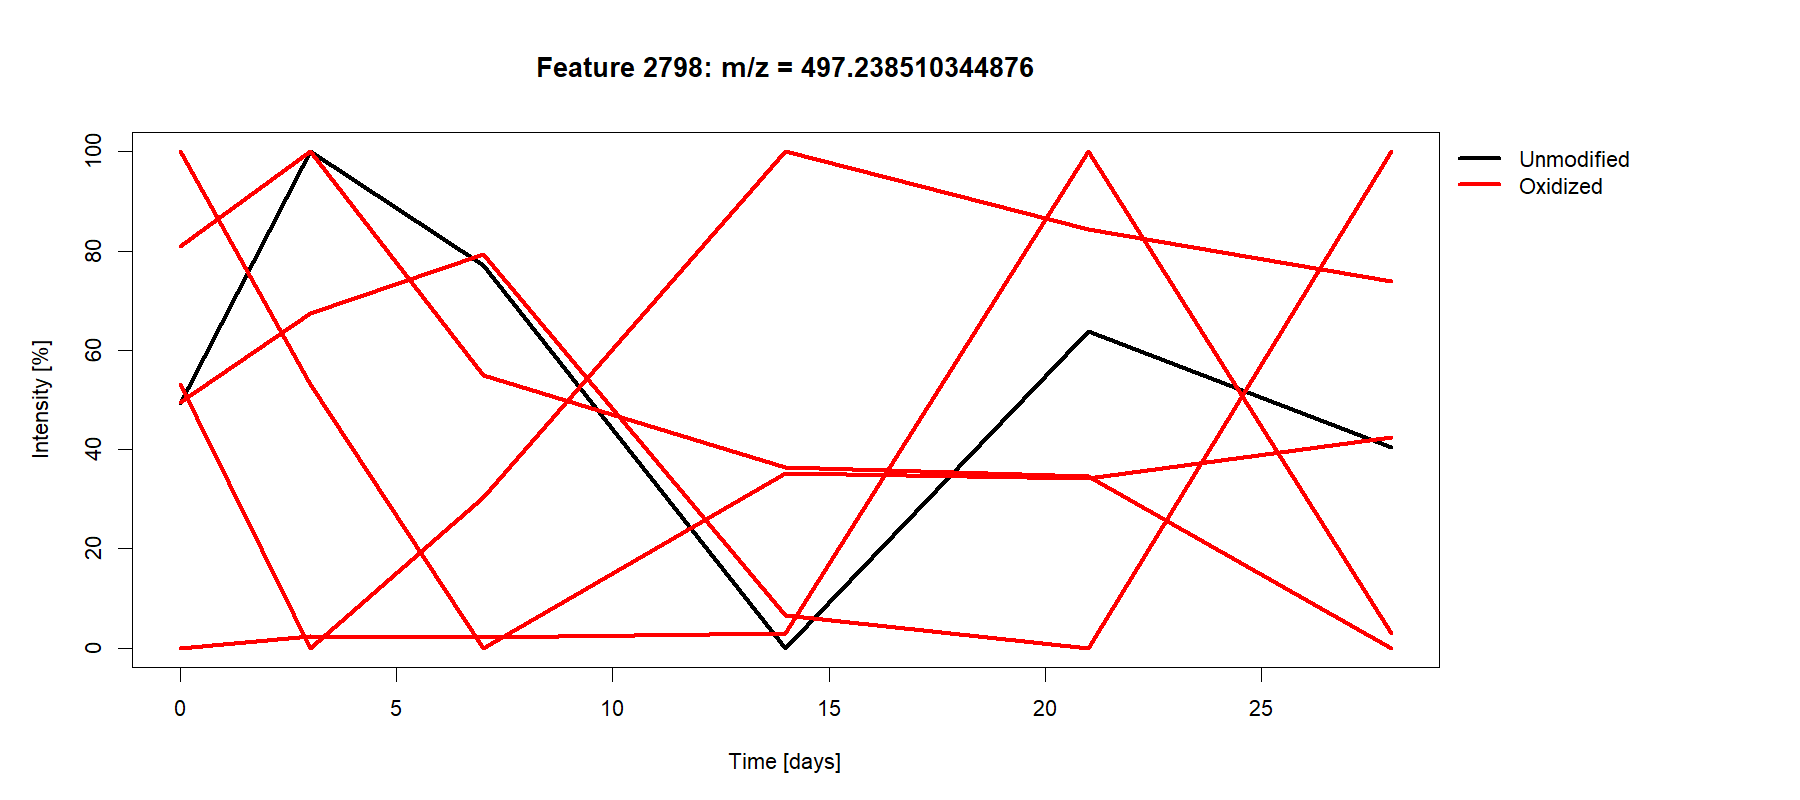 Feature 2798: m/z = 497.238510344876
Unmodified
Oxidized
Intensity [%]
100
80
60
40
20
0
0 5 10 15 20 25
Time [days]